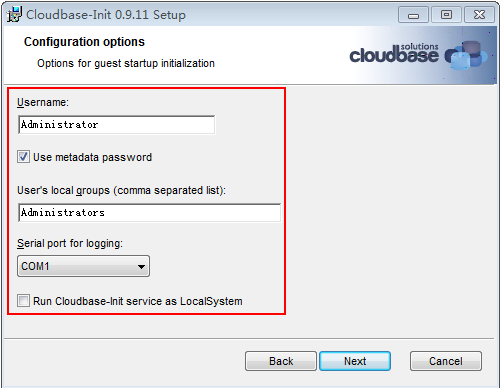 Cloudbase-Init 0.9.11 Setup
Configuration options
Options for guest startup initialization
cloudbase solutions
Username:
Administrator
Use metadata password
User's local groups (comma separated list):
Administrators
Serial port for logging:
COM1
Run Cloudbase-Init service as LocalSystem
Back
Next
Cancel